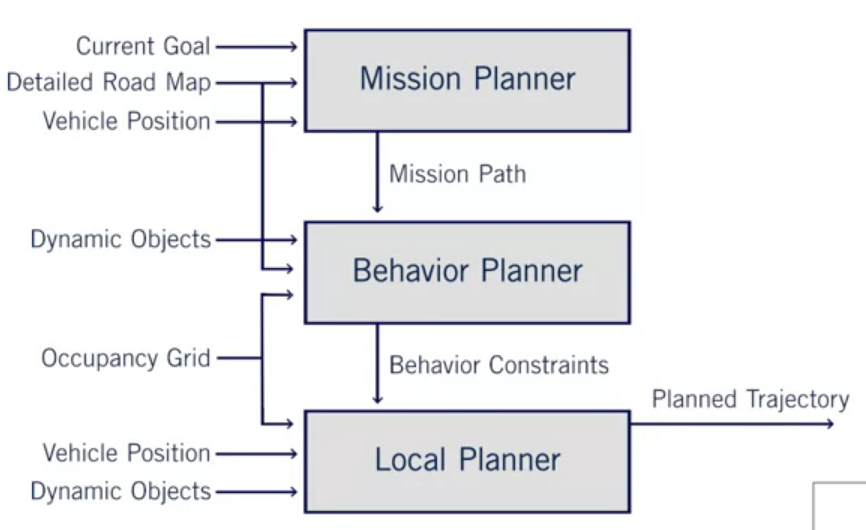 Current Goal
Detailed Road Map
Vehicle Position
Mission Planner
Mission Path
Dynamic Objects
Behavior Planner
Occupancy Grid
Behavior Constraints
Planned Trajectory
Vehicle Position
Dynamic Objects
Local Planner